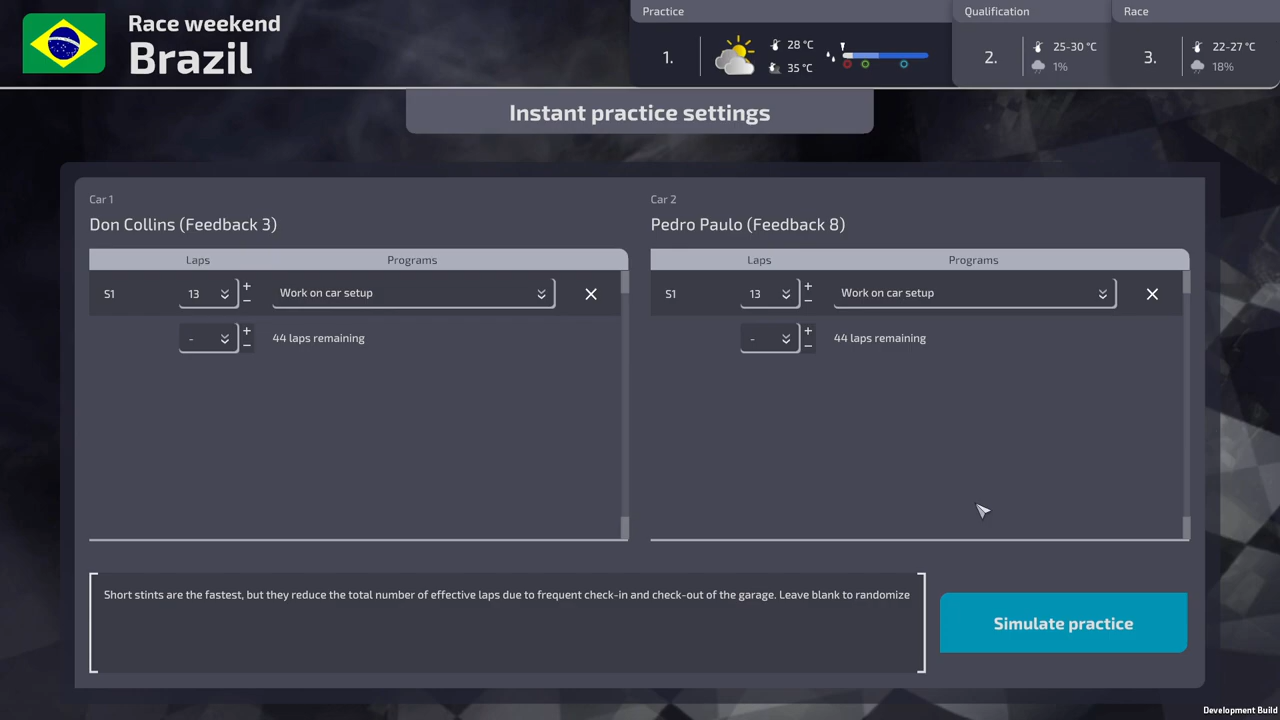 Race weekend
Brazil
Practice
1.
28 °C
35 °C
Qualification
2.
25-30 °C
1%
Race
3.
22-27 °C
18%
Instant practice settings
Car 1
Don Collins (Feedback 3)
Laps Programs
S1 13 + − Work on car setup
- + − 44 laps remaining
Car 2
Pedro Paulo (Feedback 8)
Laps Programs
S1 13 + − Work on car setup
- + − 44 laps remaining
Short stints are the fastest, but they reduce the total number of effective laps due to frequent check-in and check-out of the garage. Leave blank to randomize
Simulate practice
Development Build